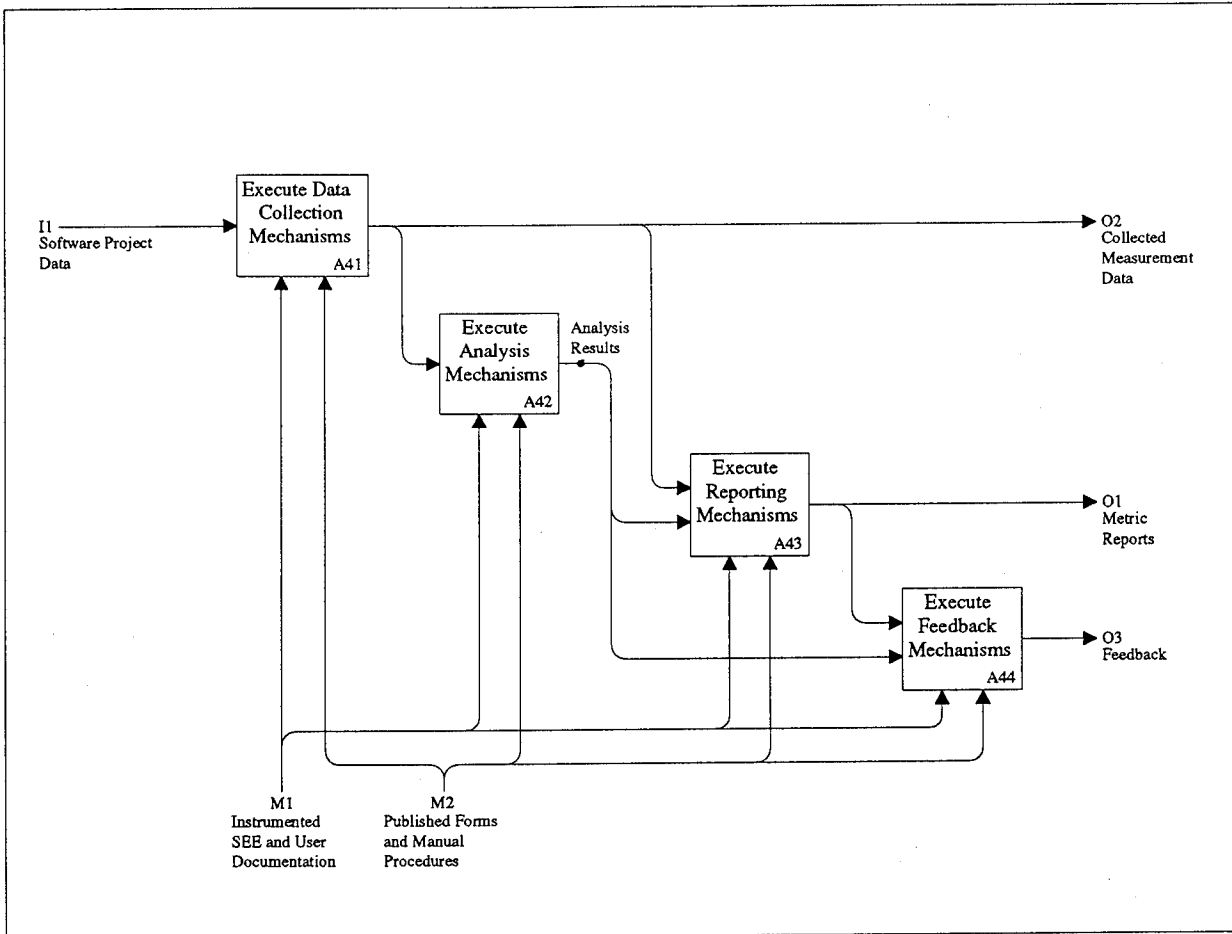 Execute Data
Collection
Mechanisms
A41
I1
Software Project
Data
O2
Collected
Measurement
Data
Execute
Analysis
Mechanisms
A42
Analysis
Results
Execute
Reporting
Mechanisms
A43
O1
Metric
Reports
Execute
Feedback
Mechanisms
A44
O3
Feedback
M1
Instrumented
SEE and User
Documentation
M2
Published Forms
and Manual
Procedures